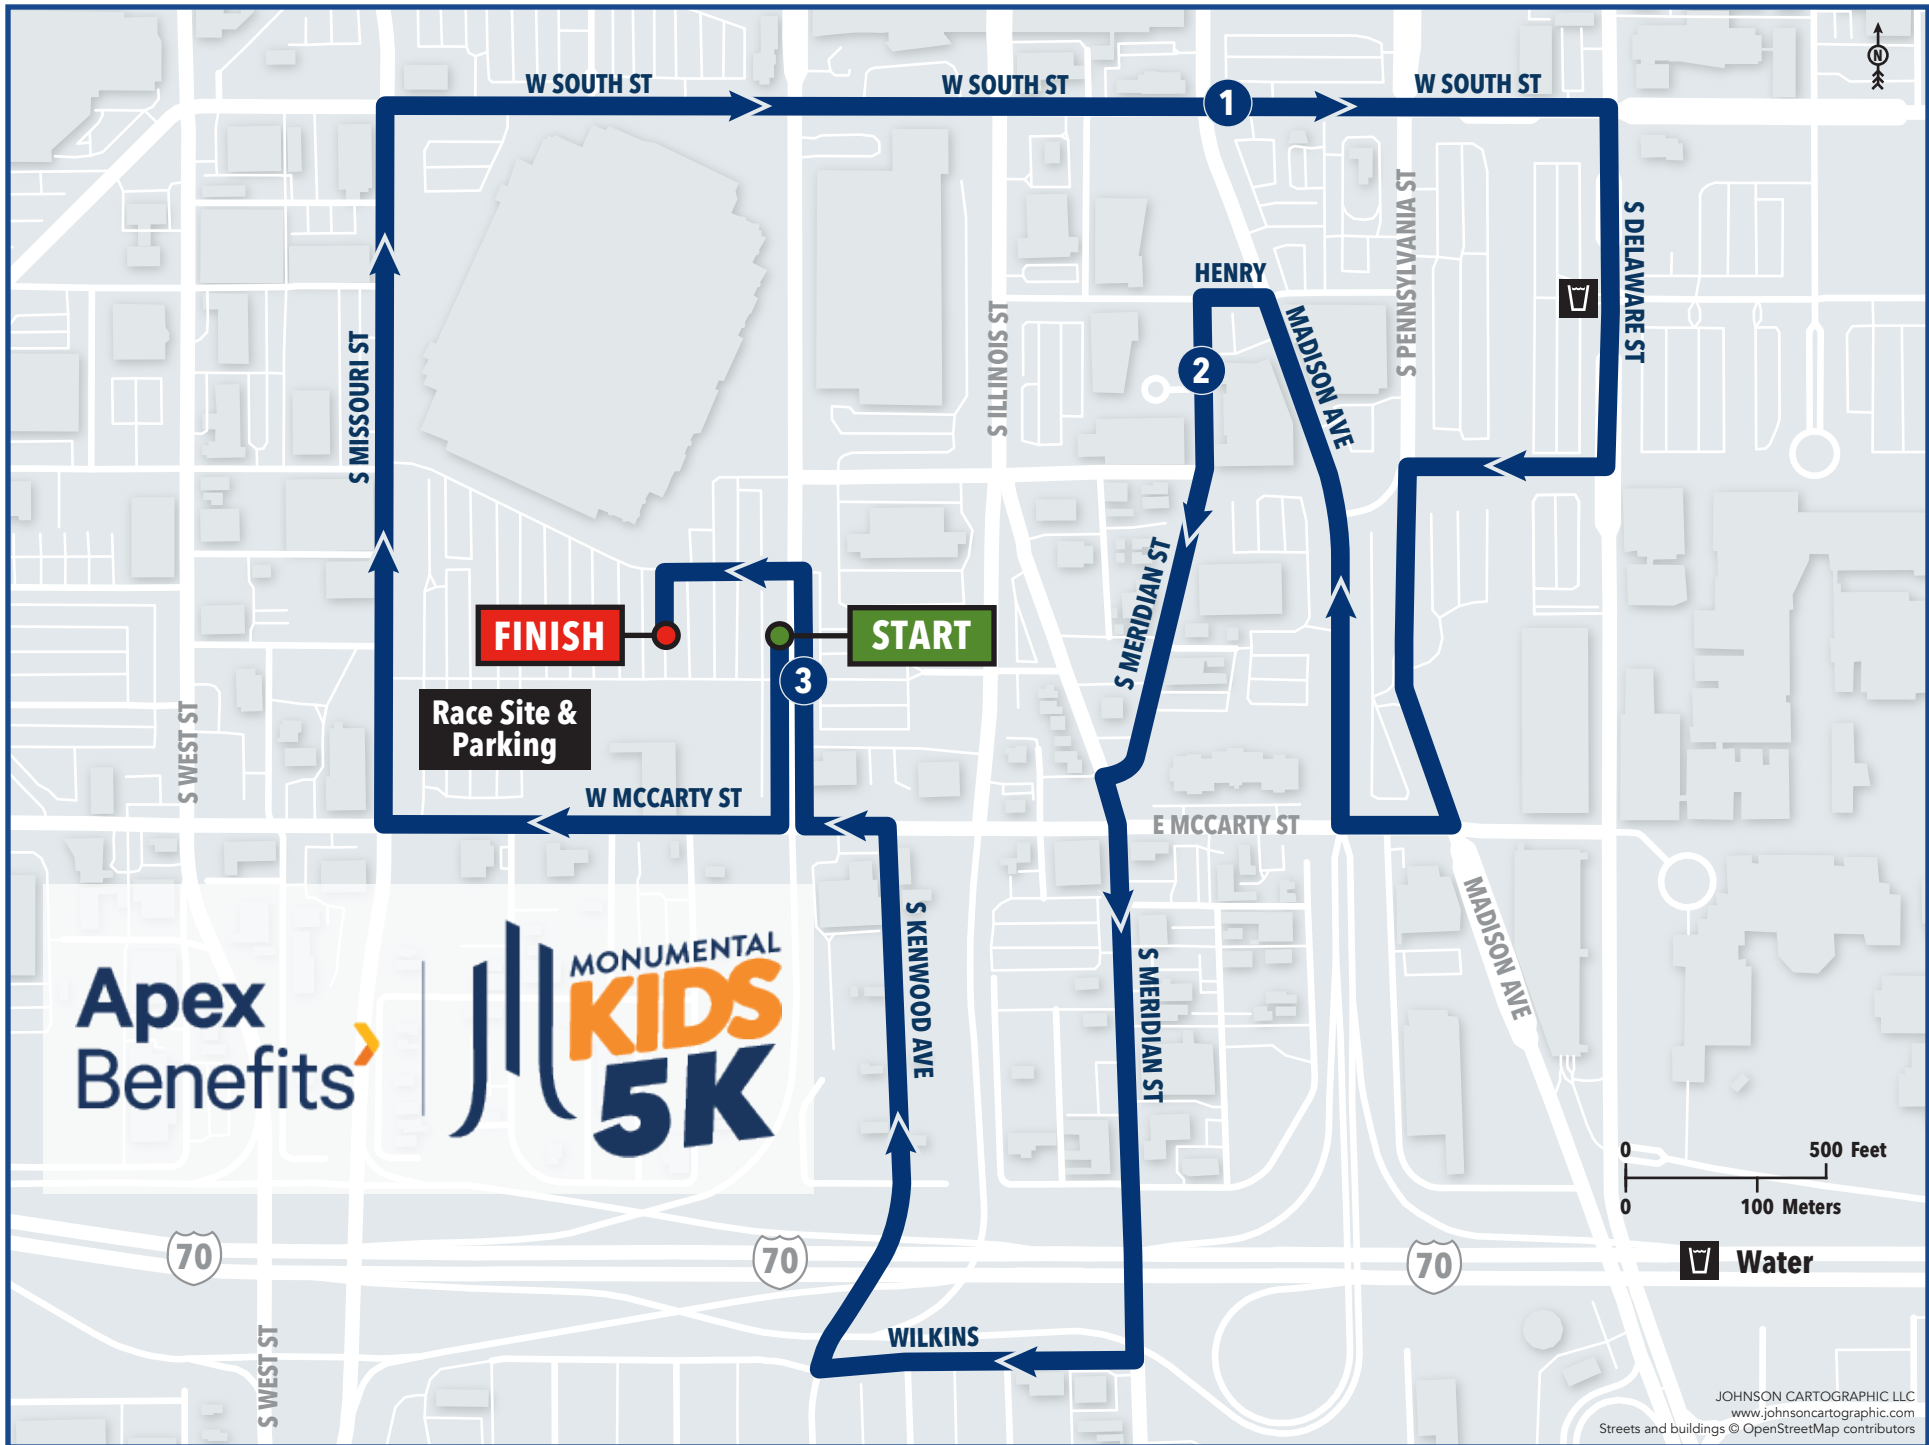 N
W SOUTH ST
W SOUTH ST
1
W SOUTH ST
S DELAWARE ST
S PENNSYLVANIA ST
HENRY
MADISON AVE
S ILLINOIS ST
S MISSOURI ST
2
S MERIDIAN ST
FINISH
START
3
Race Site &
Parking
S WEST ST
W MCCARTY ST
E MCCARTY ST
MADISON AVE
S KENWOOD AVE
S MERIDIAN ST
Apex
Benefits
MONUMENTAL
KIDS
5K
0
500 Feet
0
100 Meters
70
70
70
Water
WILKINS
S WEST ST
JOHNSON CARTOGRAPHIC LLC
www.johnsoncartographic.com
Streets and buildings © OpenStreetMap contributors